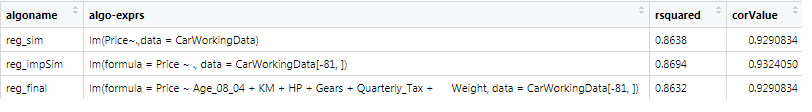 algoname algo-exprs rsquared corValue
reg_sim lm(Price~.,data = CarWorkingData) 0.8638 0.9290834
reg_impSim lm(formula = Price ~ ., data = CarWorkingData[-81, ]) 0.8694 0.9324050
reg_final lm(formula = Price ~ Age_08_04 + KM + HP + Gears + Quarterly_Tax + Weight, data = CarWorkingData[-81, ]) 0.8632 0.9290834